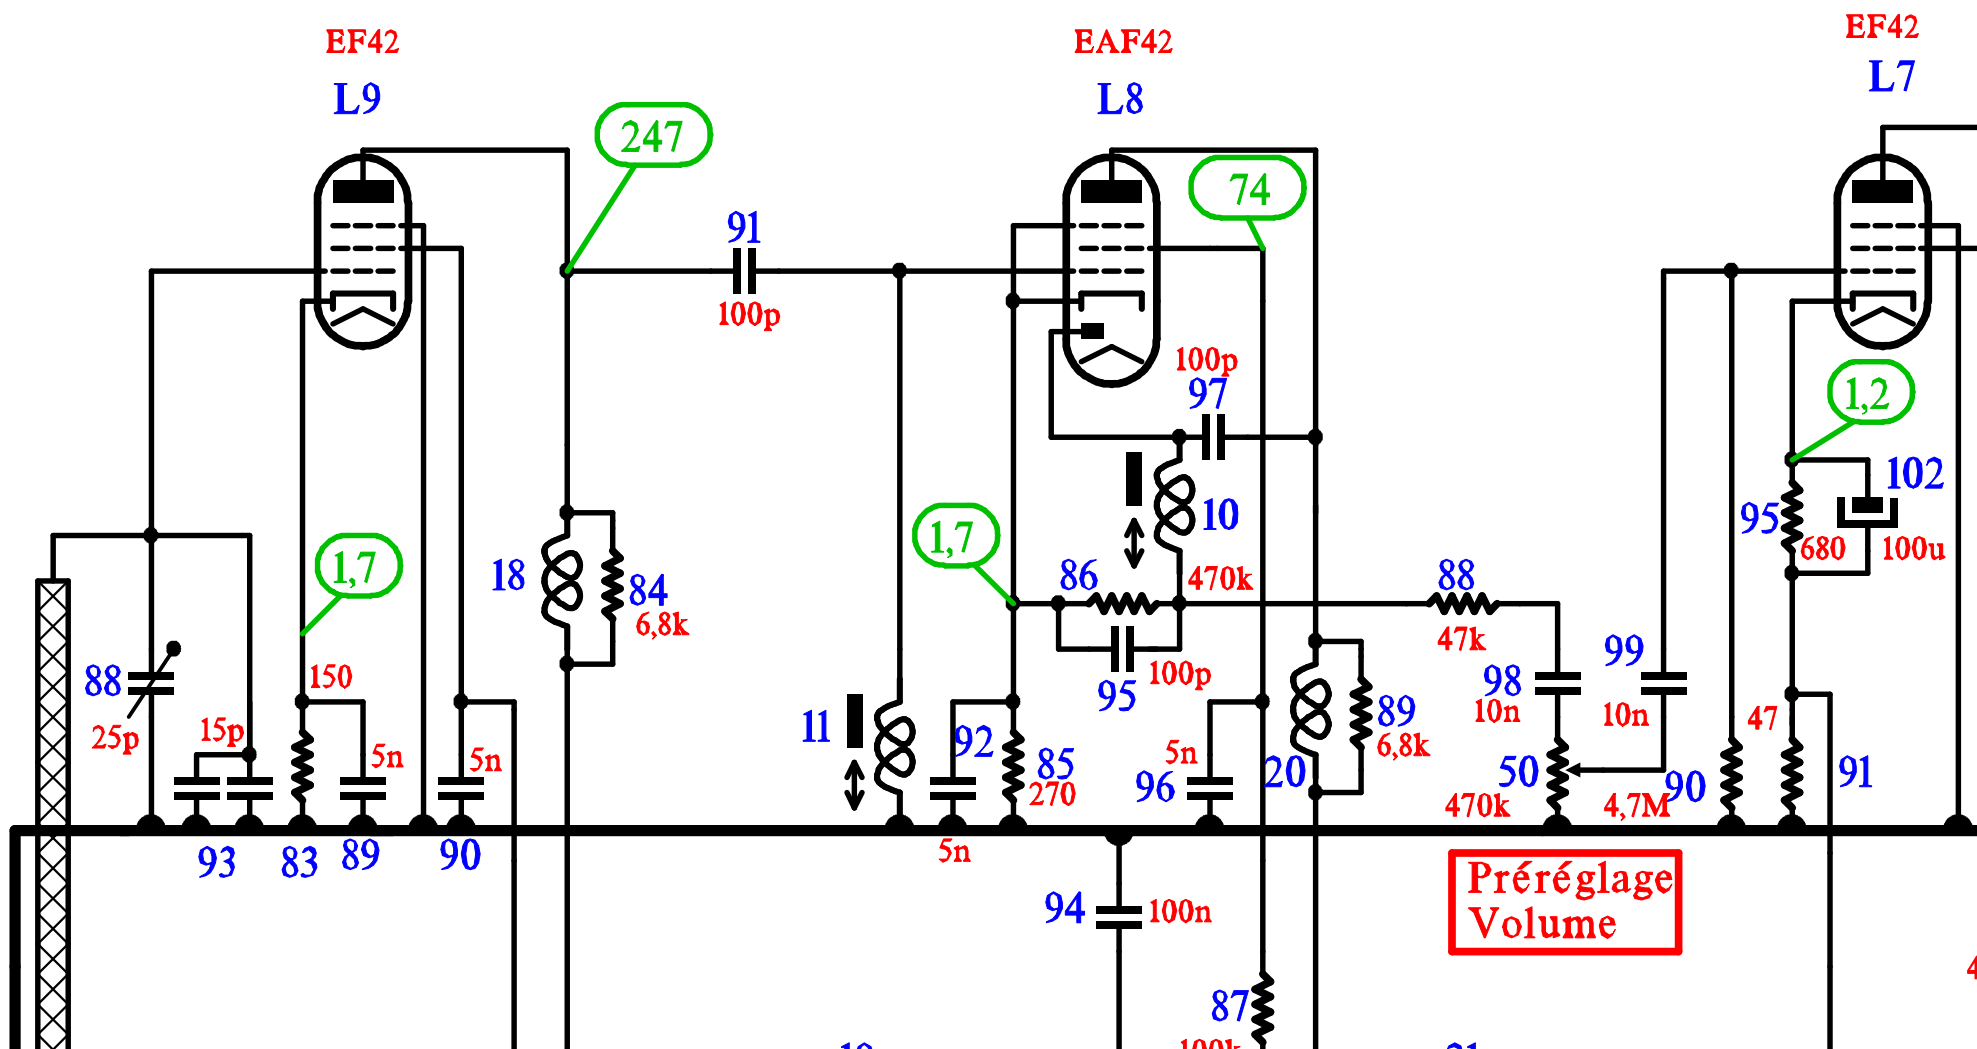 EF42
L9
EAF42
L8
EF42
L7
247
74
91
100p
100p
97
1,2
102
95
680
100u
10
1,7
1,7
18
84
6,8k
86
470k
88
47k
95
100p
88
25p
15p
150
5n
5n
11
92
85
270
5n
96
20
89
6,8k
98
10n
99
10n
50
470k
4,7M
90
47
91
93
83
89
90
5n
94
100n
Préréglage
Volume
87